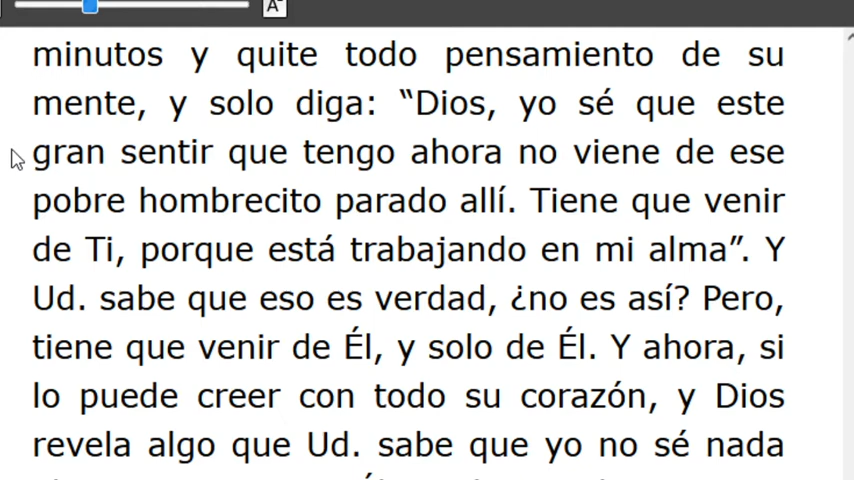 A
minutos y quite todo pensamiento de su
mente, y solo diga: “Dios, yo sé que este
gran sentir que tengo ahora no viene de ese
pobre hombrecito parado allí. Tiene que venir
de Ti, porque está trabajando en mi alma”. Y
Ud. sabe que eso es verdad, ¿no es así? Pero,
tiene que venir de Él, y solo de Él. Y ahora, si
lo puede creer con todo su corazón, y Dios
revela algo que Ud. sabe que yo no sé nada